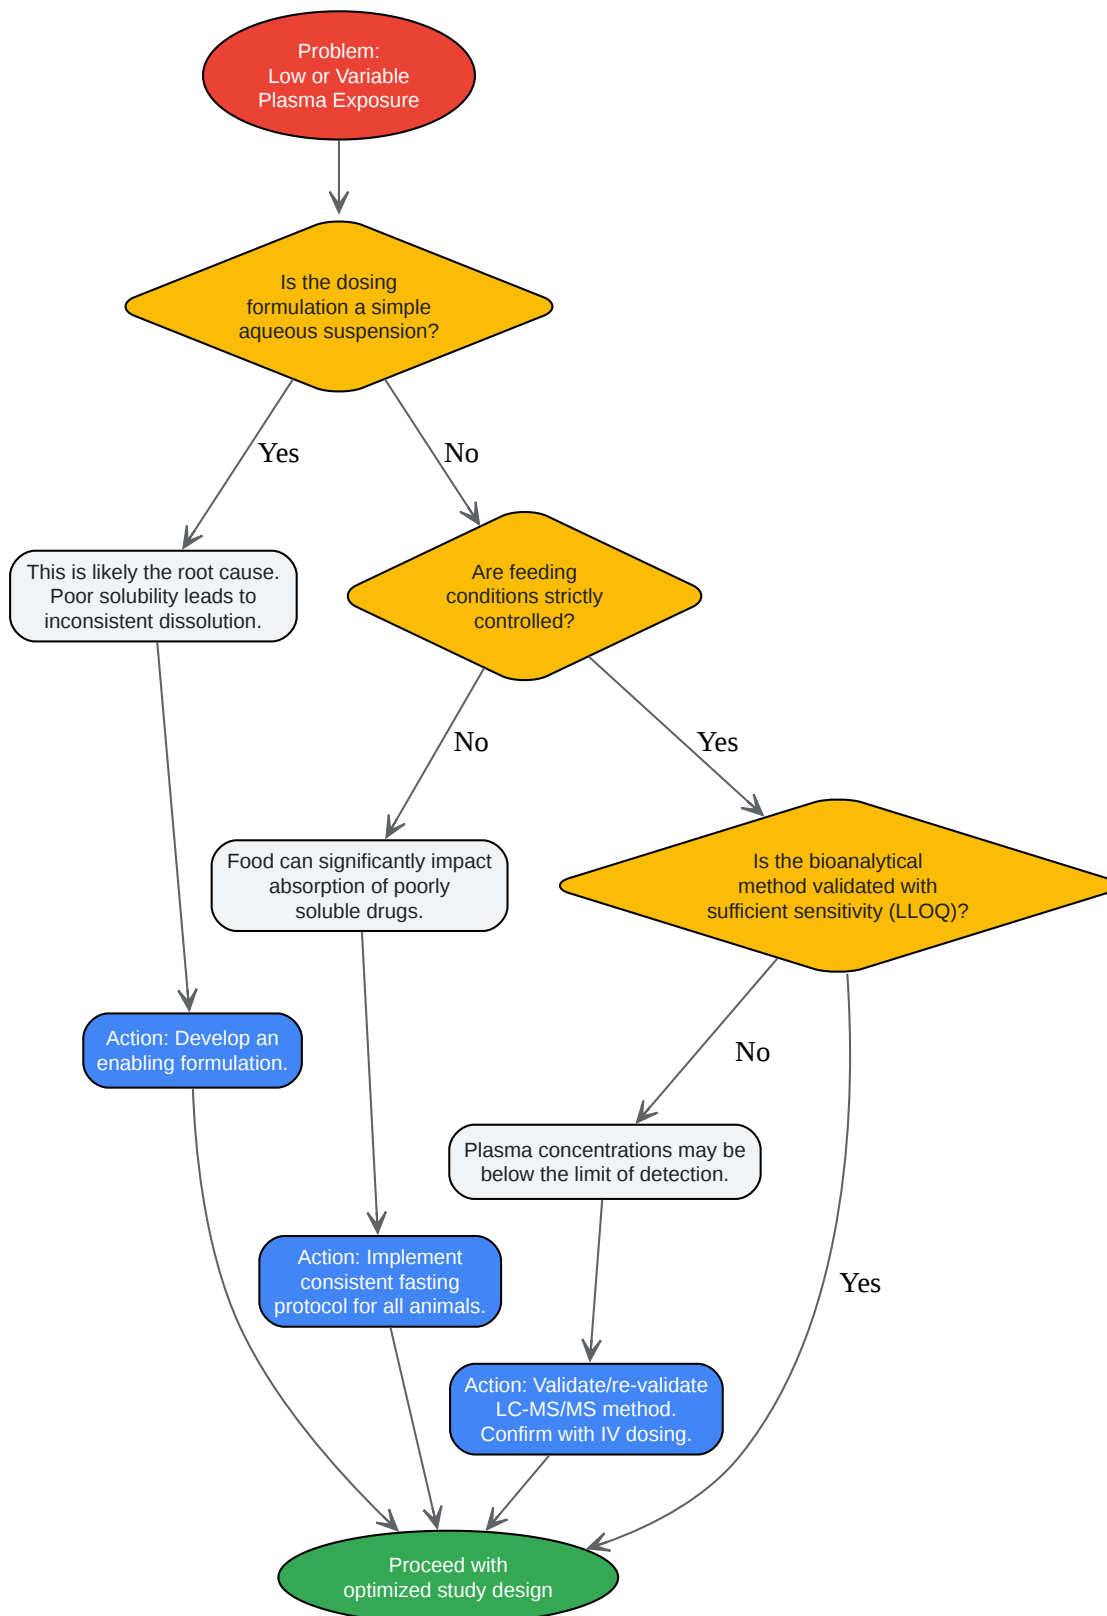 Problem:
Low or Variable
Plasma Exposure
Is the dosing
formulation a simple
aqueous suspension?
Yes
No
This is likely the root cause.
Poor solubility leads to
inconsistent dissolution.
Are feeding
conditions strictly
controlled?
No
Yes
Food can significantly impact
absorption of poorly
soluble drugs.
Is the bioanalytical
method validated with
sufficient sensitivity (LLOQ)?
Action: Develop an
enabling formulation.
No
Plasma concentrations may be
below the limit of detection.
Action: Implement
consistent fasting
protocol for all animals.
Yes
Action: Validate/re-validate
LC-MS/MS method.
Confirm with IV dosing.
Proceed with
optimized study design